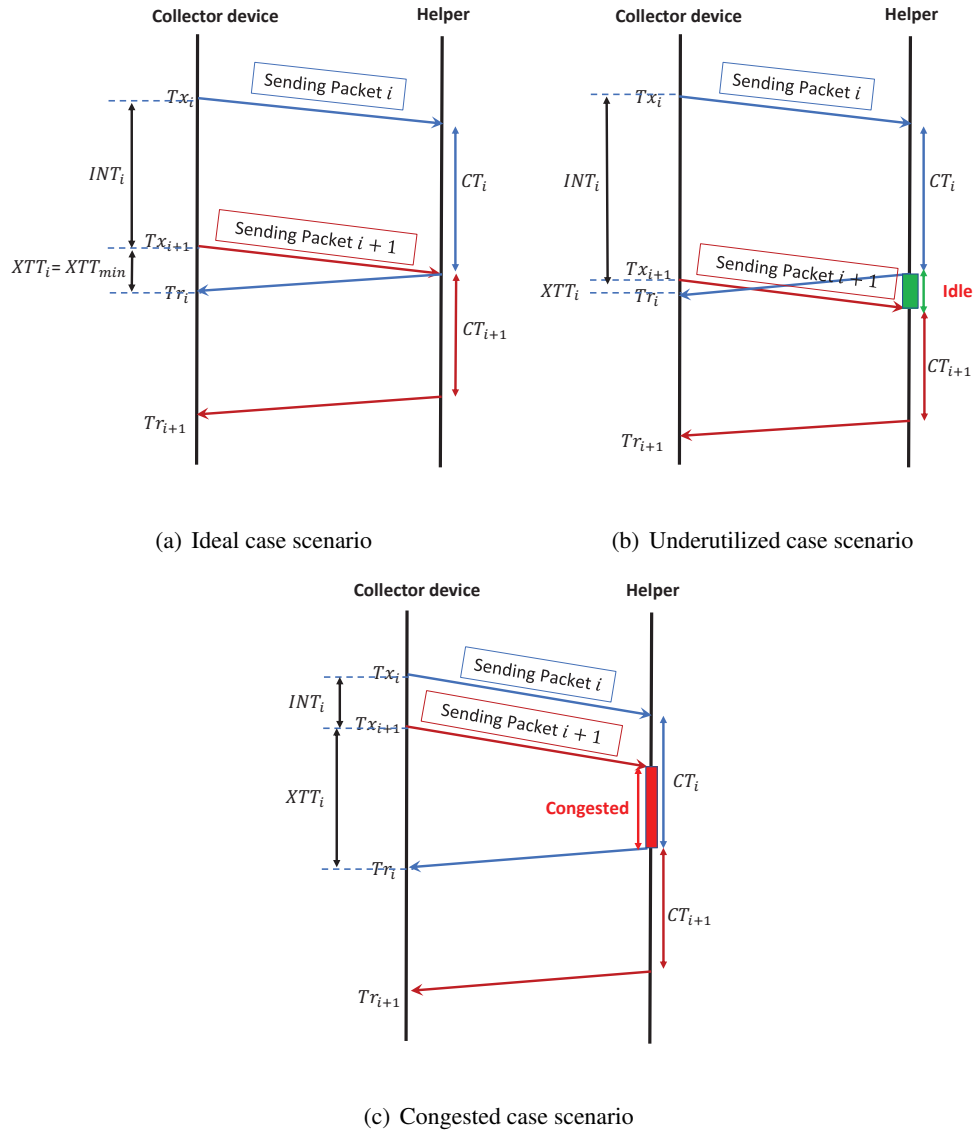 Collector device
Helper
Sending Packet i
Tx_i
INT_i
CT_i
Sending Packet i + 1
Tx_{i+1}
XTT_i= XTT_{min}
Tr_i
CT_{i+1}
Tr_{i+1}
(a) Ideal case scenario
Collector device
Helper
Sending Packet i
Tx_i
INT_i
CT_i
Sending Packet i + 1
Tx_{i+1}
XTT_i
Tr_i
Idle
CT_{i+1}
Tr_{i+1}
(b) Underutilized case scenario
Collector device
Helper
Sending Packet i
Tx_i
INT_i
Tx_{i+1}
Sending Packet i + 1
CT_i
XTT_i
Congested
Tr_i
CT_{i+1}
Tr_{i+1}
(c) Congested case scenario